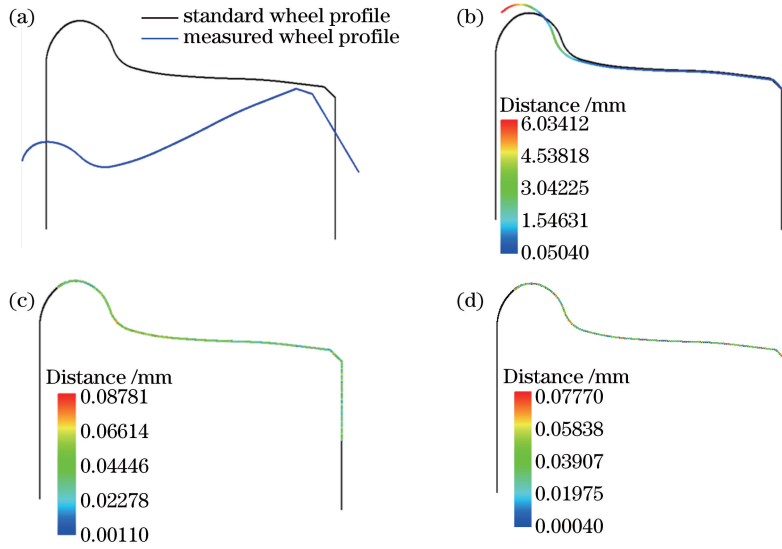 (a)
standard wheel profile
measured wheel profile
(b)
Distance /mm
6.03412
4.53818
3.04225
1.54631
0.05040
(c)
Distance /mm
0.08781
0.06614
0.04446
0.02278
0.00110
(d)
Distance /mm
0.07770
0.05838
0.03907
0.01975
0.00040